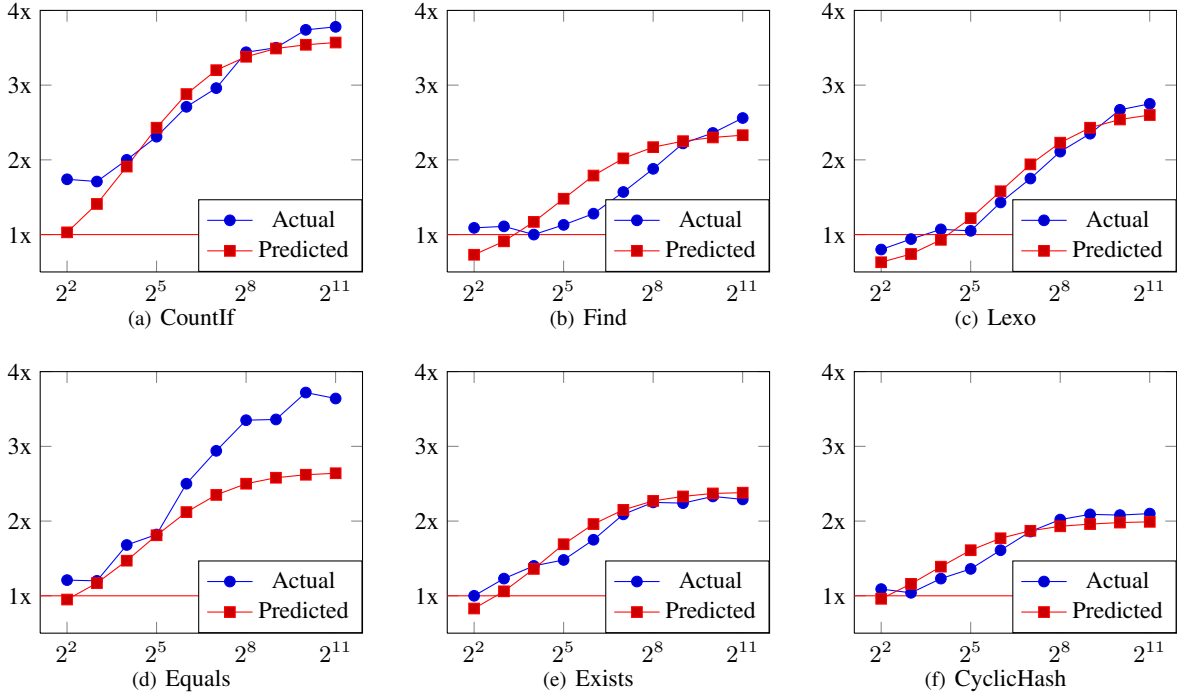 4x
3x
2x
1x
Actual
Predicted
2^2 2^5 2^8 2^11
(a) CountIf
4x
3x
2x
1x
Actual
Predicted
2^2 2^5 2^8 2^11
(b) Find
4x
3x
2x
1x
Actual
Predicted
2^2 2^5 2^8 2^11
(c) Lexo
4x
3x
2x
1x
Actual
Predicted
2^2 2^5 2^8 2^11
(d) Equals
4x
3x
2x
1x
Actual
Predicted
2^2 2^5 2^8 2^11
(e) Exists
4x
3x
2x
1x
Actual
Predicted
2^2 2^5 2^8 2^11
(f) CyclicHash